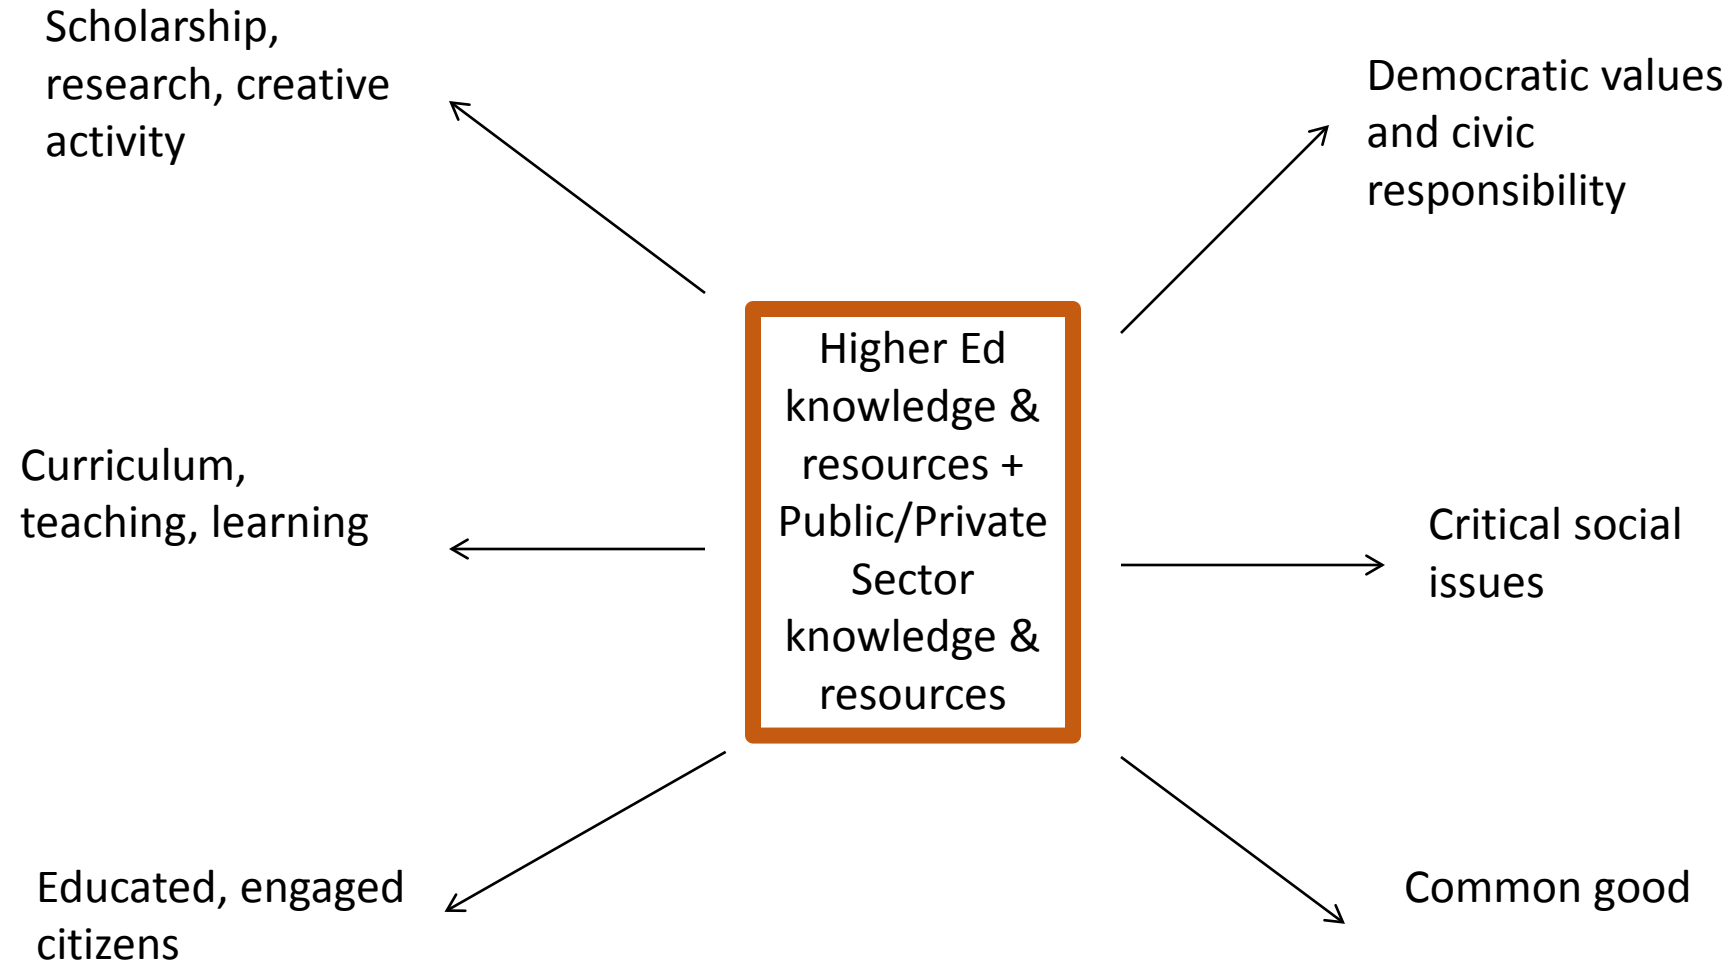 Scholarship,
research, creative
activity
Democratic values
and civic
responsibility
Higher Ed
knowledge &
resources +
Public/Private
Sector
knowledge &
resources
Curriculum,
teaching, learning
Critical social
issues
Educated, engaged
citizens
Common good